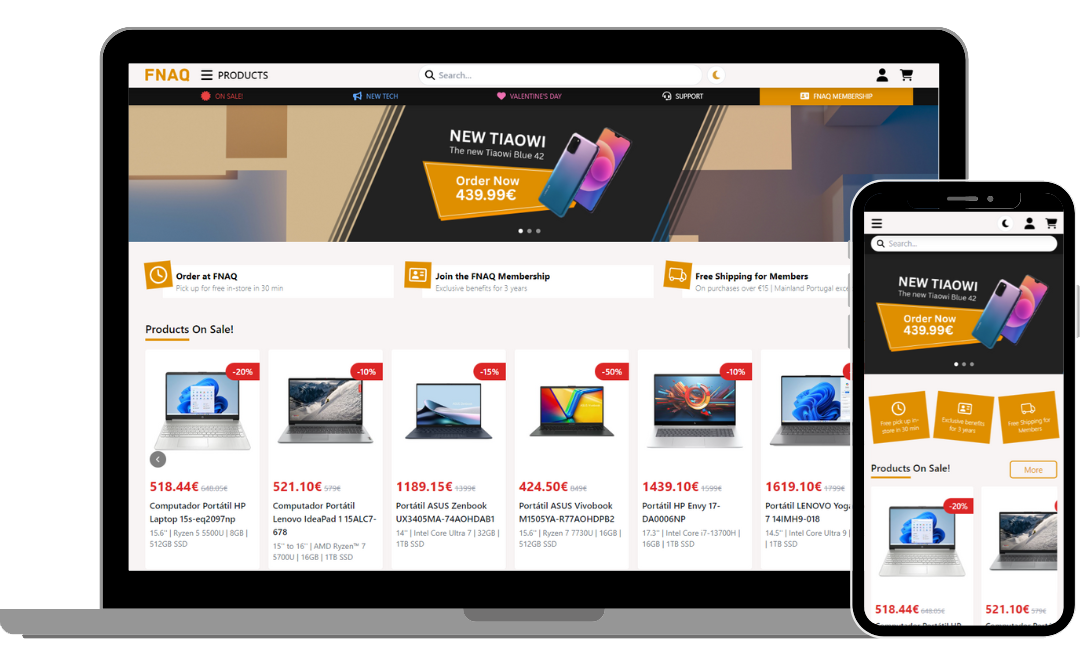 FNAQ PRODUCTS Search...
ON SALE! NEW TECH VALENTINE'S DAY SUPPORT FNAQ MEMBERSHIP
NEW TIAOWI
The new Tiaowi Blue 42
Order Now
439.99€
Order at FNAQ
Pick up for free in-store in 30 min
Join the FNAQ Membership
Exclusive benefits for 3 years
Free Shipping for Members
On purchases over €15 | Mainland Portugal exce
Products On Sale!
-20% -10% -15% -50% -10%
518.44€ 648.05€
Computador Portátil HP
Laptop 15s-eq2097np
15.6" | Ryzen 5 5500U | 8GB |
512GB SSD
521.10€ 579€
Computador Portátil
Lenovo IdeaPad 1 15ALC7-
678
15'' to 16'' | AMD Ryzen™ 7
5700U | 16GB | 1TB SSD
1189.15€ 1399€
Portátil ASUS Zenbook
UX3405MA-74AOHDAB1
14" | Intel Core Ultra 7 | 32GB |
1TB SSD
424.50€ 849€
Portátil ASUS Vivobook
M1505YA-R77AOHDPB2
15.6" | Ryzen 7 7730U | 16GB |
512GB SSD
1439.10€ 1599€
Portátil HP Envy 17-
DA0006NP
17.3" | Intel Core i7-13700H |
16GB | 1TB SSD
1619.10€ 1799€
Portátil LENOVO Yoga
7 14IMH9-018
14.5" | Intel Core Ultra 9 |
| 1TB SSD
Search...
NEW TIAOWI
The new Tiaowi Blue 42
Order Now
439.99€
Free pick up in-
store in 30 min
Exclusive benefits
for 3 years
Free Shipping for
Members
Products On Sale! More
-20%
518.44€ 648.05€
Computador Portátil HP
521.10€ 579€